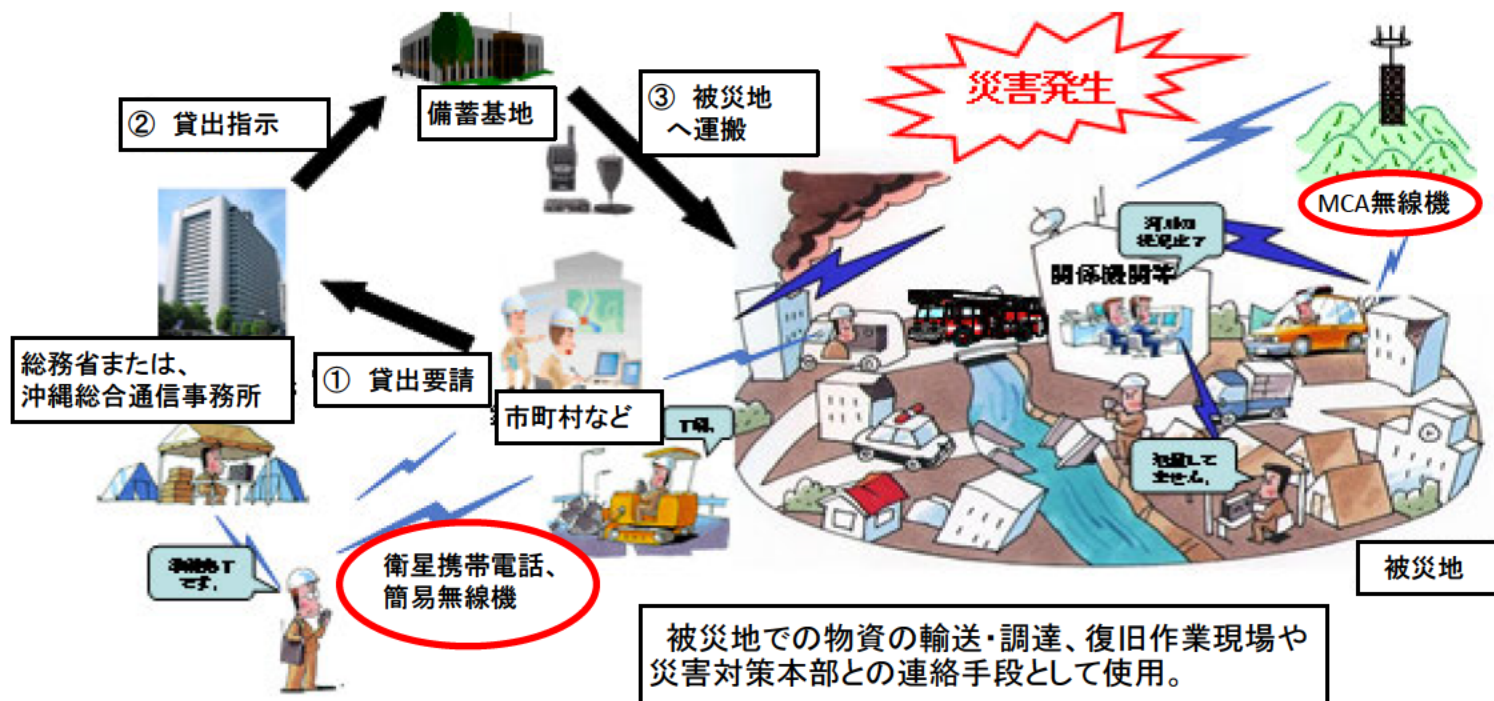 災害発生
② 貸出指示
備蓄基地
③ 被災地
へ運搬
MCA無線機
関係機関等
総務省または、
沖縄総合通信事務所
① 貸出要請
市町村など
衛星携帯電話、
簡易無線機
被災地
被災地での物資の輸送・調達、復旧作業現場や
災害対策本部との連絡手段として使用。